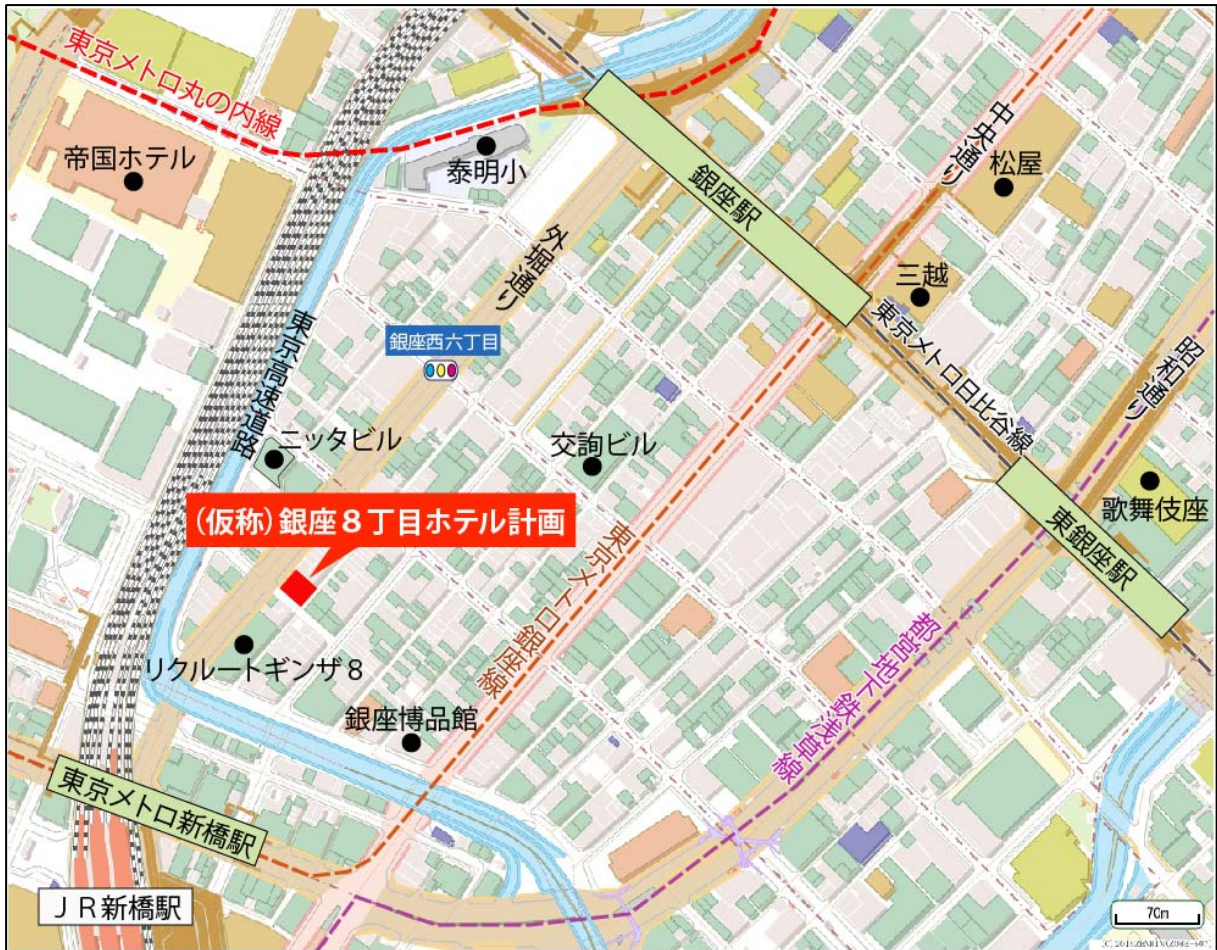 東京メトロ丸の内線
帝国ホテル
泰明小
銀座駅
中央通り
松屋
三越
外堀通り
東京メトロ日比谷線
昭和通り
東京高速道路
銀座西六丁目
ニッタビル
交詢ビル
歌舞伎座
東銀座駅
(仮称)銀座8丁目ホテル計画
東京メトロ銀座線
都営地下鉄浅草線
リクルートギンザ8
銀座博品館
東京メトロ新橋駅
JR新橋駅
70m